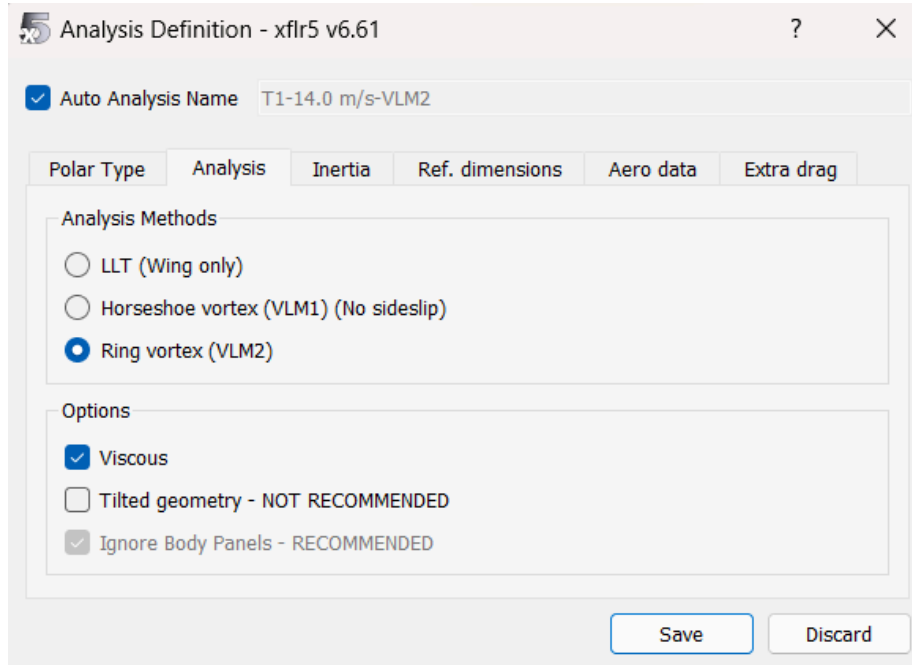 Analysis Definition - xflr5 v6.61 ?
Auto Analysis Name T1-14.0 m/s-VLM2
Polar Type Analysis Inertia Ref. dimensions Aero data Extra drag
Analysis Methods
LLT (Wing only)
Horseshoe vortex (VLM1) (No sideslip)
Ring vortex (VLM2)
Options
Viscous
Tilted geometry - NOT RECOMMENDED
Ignore Body Panels - RECOMMENDED
Save Discard